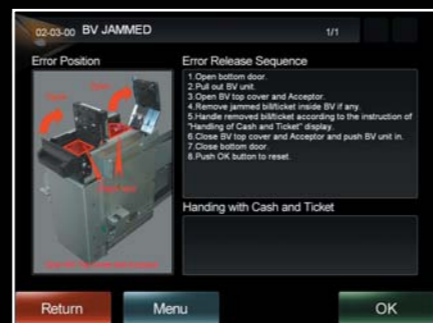 02-03-00 BV JAMMED
1/1
Error Position
Error Release Sequence
1.Open bottom door.
2.Pull out BV unit.
3.Open BV top cover and Acceptor.
4.Remove jammed bill/ticket inside BV if any.
5.Handle removed bill/ticket according to the instruction of
"Handling of Cash and Ticket" display.
6.Close BV top cover and Acceptor and push BV unit in.
7.Close bottom door.
8.Push OK button to reset.
Handing with Cash and Ticket
Return
Menu
OK